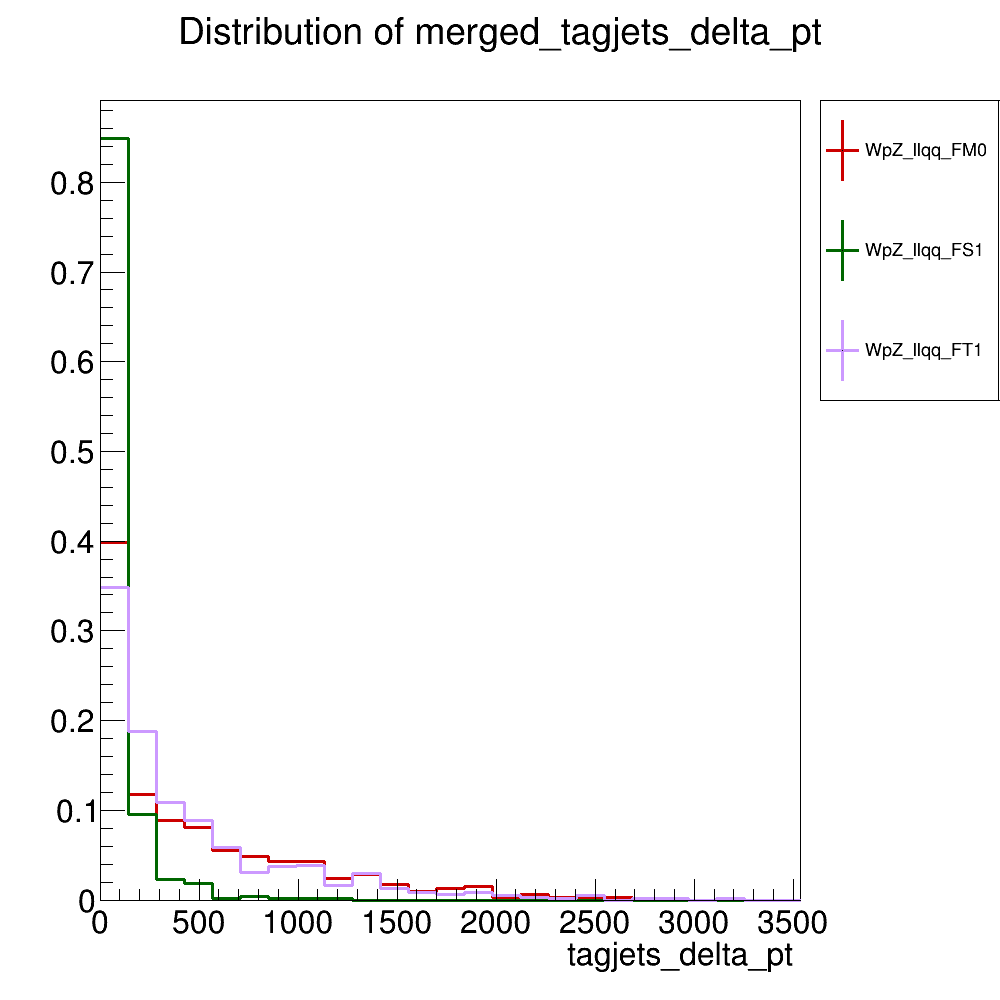 Distribution of merged_tagjets_delta_pt
WpZ_llqq_FM0
WpZ_llqq_FS1
WpZ_llqq_FT1
0.8
0.7
0.6
0.5
0.4
0.3
0.2
0.1
0
0 500 1000 1500 2000 2500 3000 3500
tagjets_delta_pt